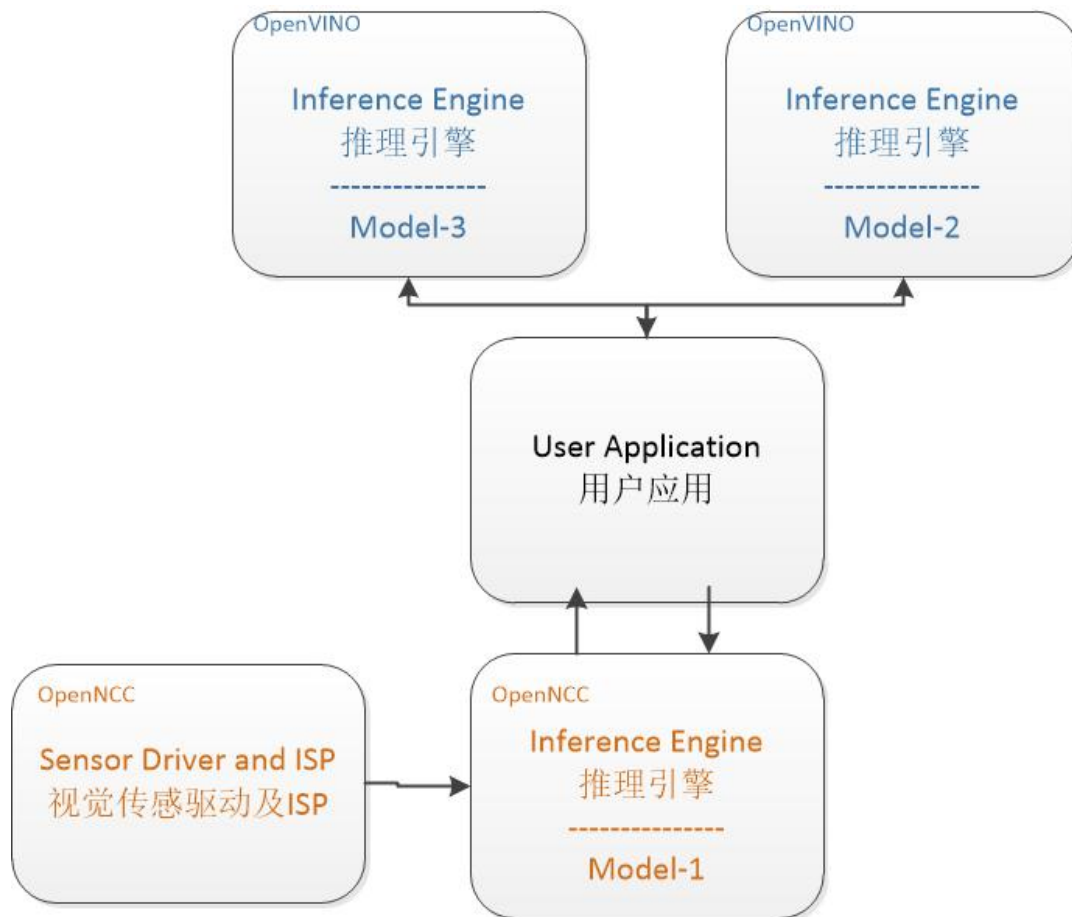 OpenVINO
Inference Engine
推理引擎
---------------
Model-3
OpenVINO
Inference Engine
推理引擎
---------------
Model-2
User Application
用户应用
OpenNCC
Sensor Driver and ISP
视觉传感驱动及ISP
OpenNCC
Inference Engine
推理引擎
---------------
Model-1